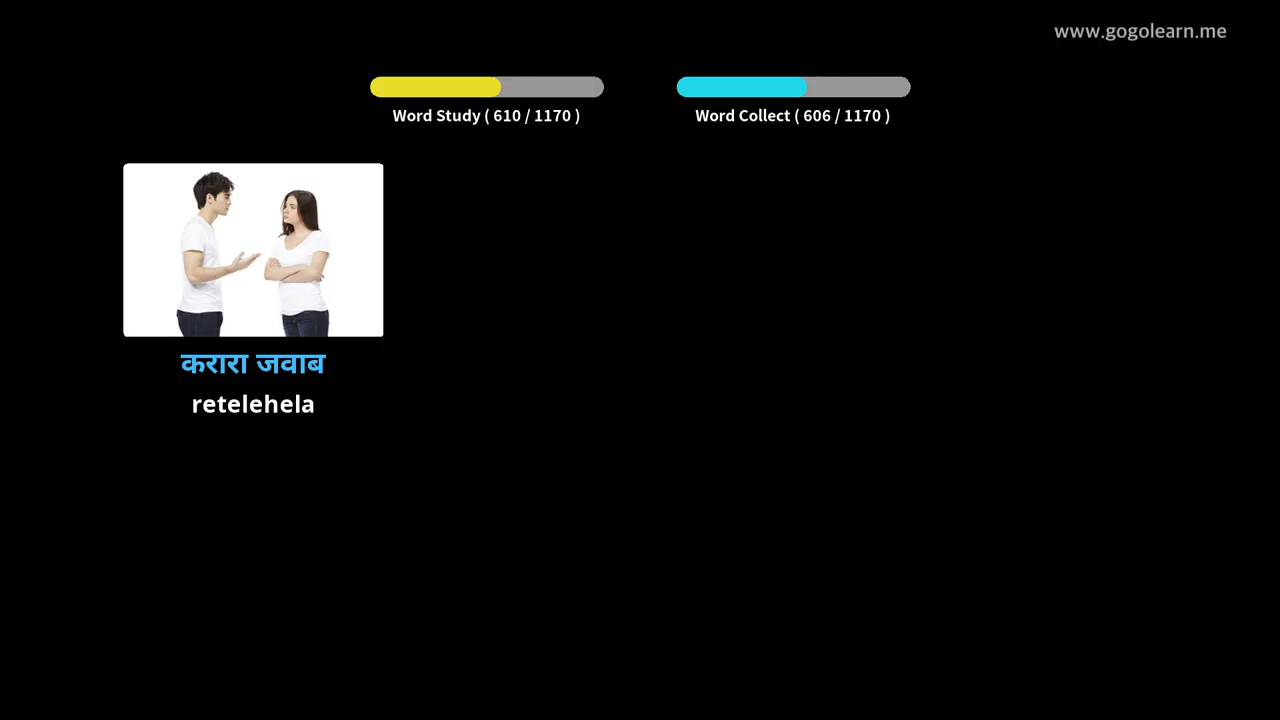 www.gogolearn.me
Word Study ( 610 / 1170 )
Word Collect ( 606 / 1170 )
करारा जवाब
retelehela